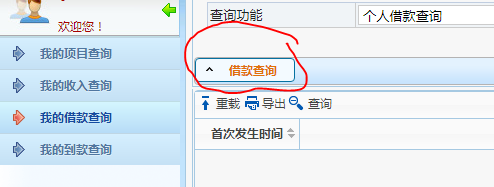 欢迎您！
我的项目查询
我的收入查询
我的借款查询
我的到款查询
查询功能 个人借款查询
借款查询
重载 导出 查询
首次发生时间